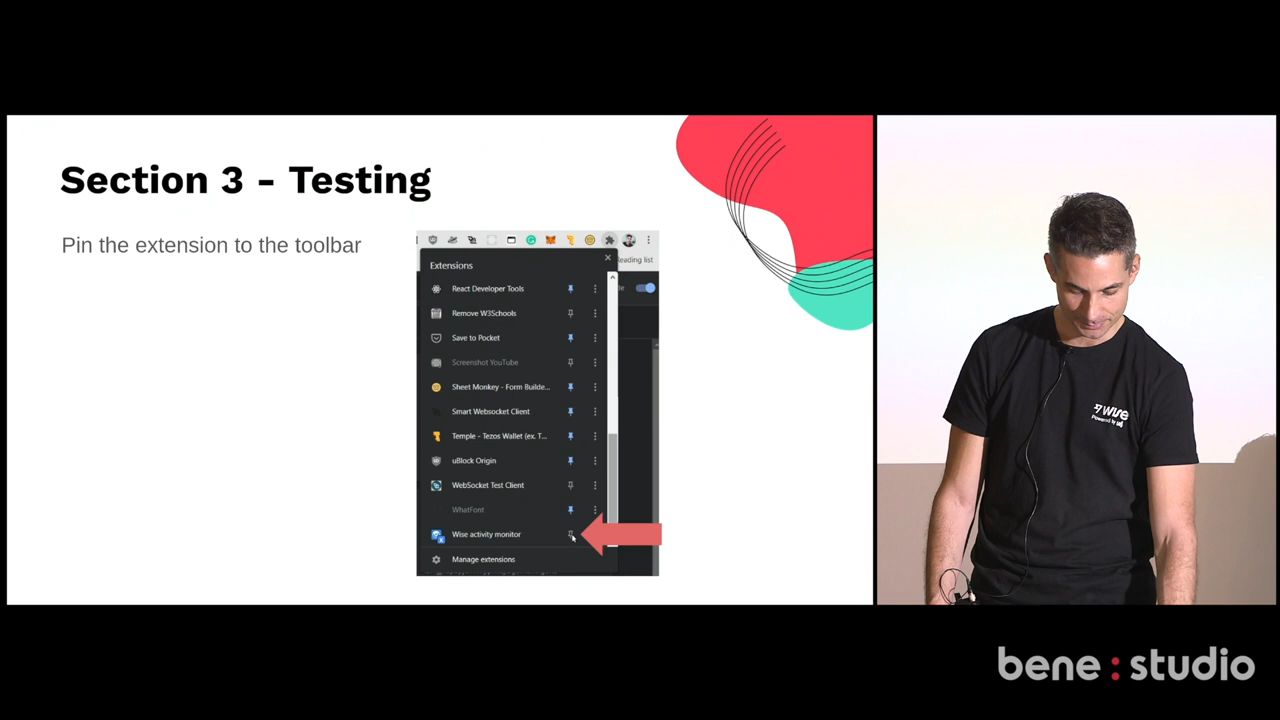 Section 3 - Testing
Pin the extension to the toolbar
Reading list
Extensions
React Developer Tools
Remove W3Schools
Save to Pocket
Screenshot YouTube
Sheet Monkey - Form Builde...
Smart Websocket Client
Temple - Tezos Wallet (ex. T...
uBlock Origin
WebSocket Test Client
WhatFont
Wise activity monitor
Manage extensions
WISE
Powered by
bene : studio